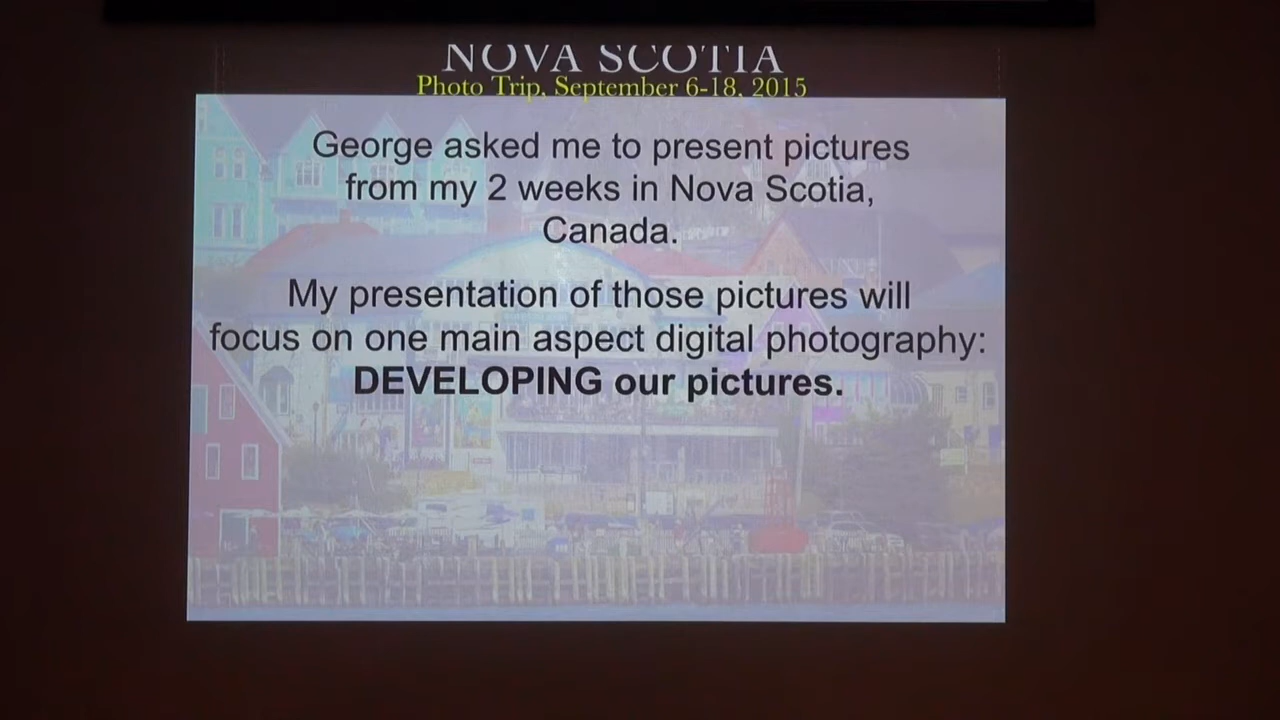 NOVA SCOTIA
Photo Trip, September 6-18, 2015
George asked me to present pictures
from my 2 weeks in Nova Scotia,
Canada.
My presentation of those pictures will
focus on one main aspect digital photography:
DEVELOPING our pictures.